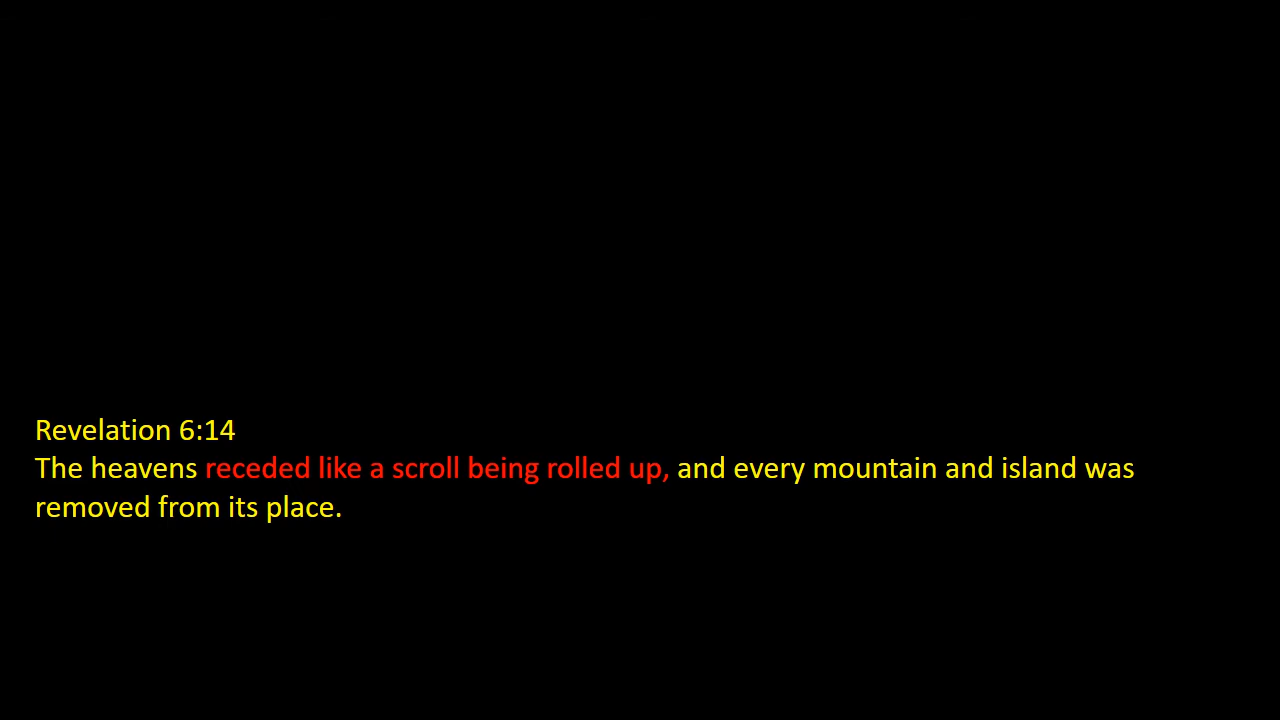 Revelation 6:14
The heavens receded like a scroll being rolled up, and every mountain and island was
removed from its place.